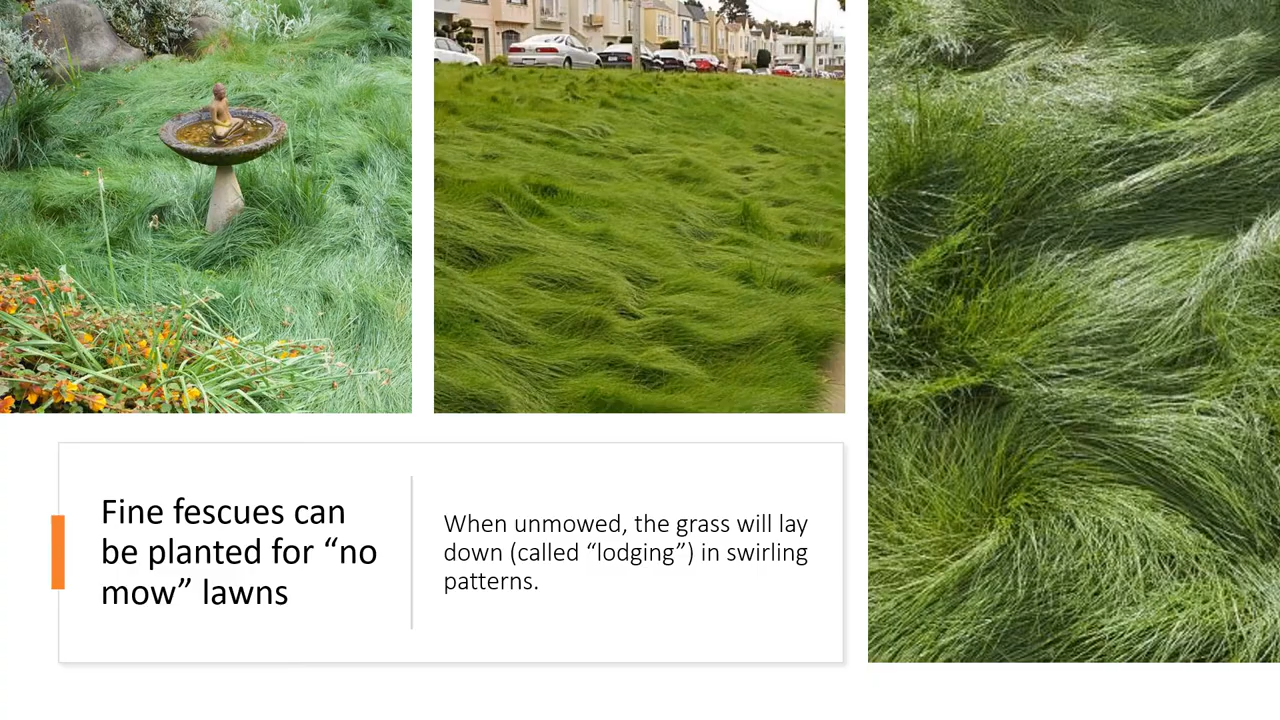 Fine fescues can
be planted for “no
mow” lawns
When unmowed, the grass will lay
down (called “lodging”) in swirling
patterns.